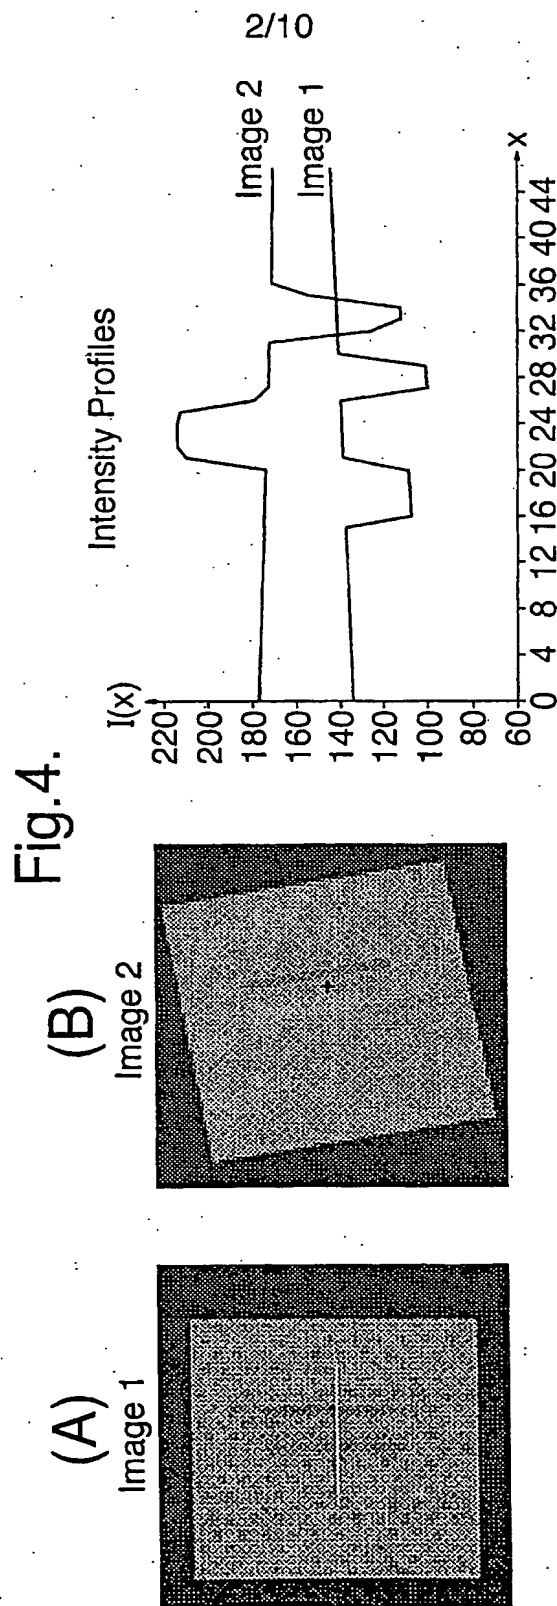 2/10
Fig.4.
(A)
Image 1
(B)
Image 2
Intensity Profiles
I(x)
220
200
180
160
140
120
100
80
60
0 4 8 12 16 20 24 28 32 36 40 44
x
Image 2
Image 1